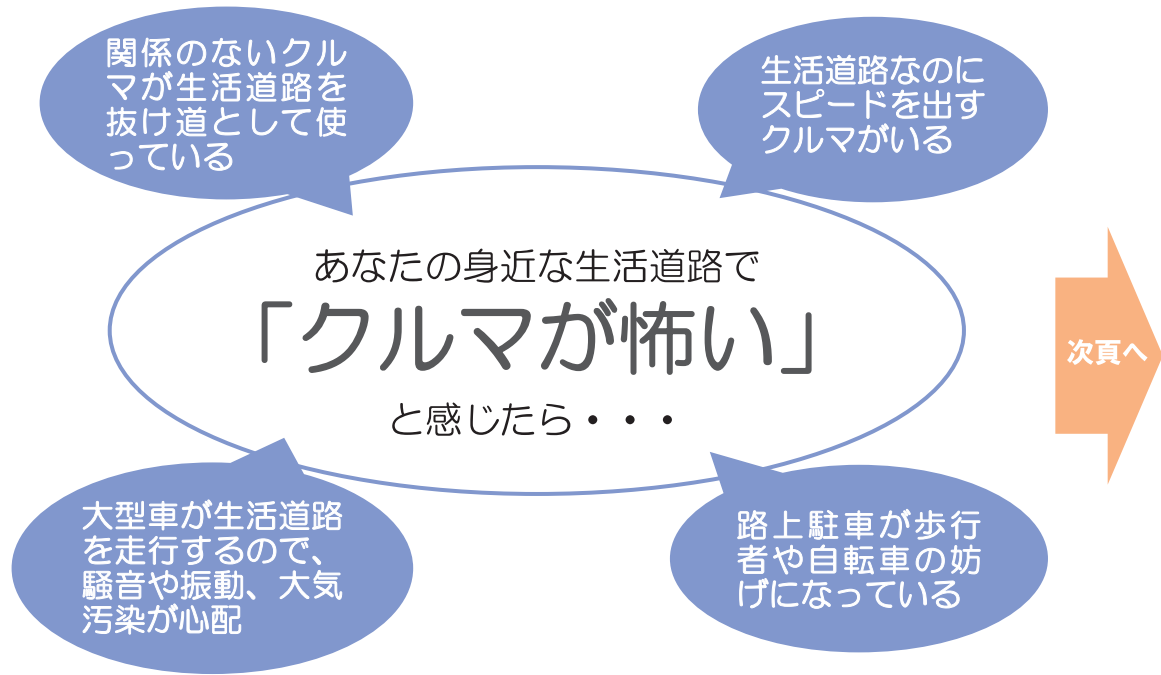 関係のないクル
マが生活道路を
抜け道として使
っている
生活道路なのに
スピードを出す
クルマがいる
あなたの身近な生活道路で
「クルマが怖い」
と感じたら・・・
次頁へ
大型車が生活道路
を走行するので、
騒音や振動、大気
汚染が心配
路上駐車が歩行
者や自転車の妨
げになっている